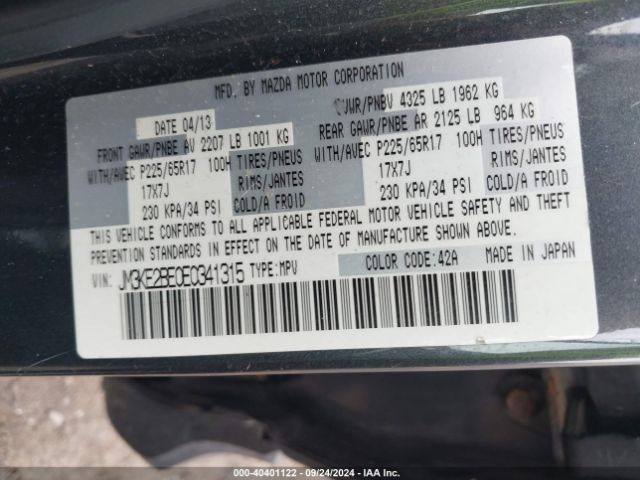 MFD. BY MAZDA MOTOR CORPORATION
DATE 04/13 GVWR/PNBV 4325 LB 1962 KG
FRONT GAWR/PNBE AV 2207 LB 1001 KG REAR GAWR/PNBE AR 2125 LB 964 KG
WITH/AVEC P225/65R17 100H TIRES/PNEUS WITH/AVEC P225/65R17 100H TIRES/PNEUS
17X7J RIMS/JANTES 17X7J RIMS/JANTES
230 KPA/34 PSI COLD/A FROID 230 KPA/34 PSI COLD/A FROID
THIS VEHICLE CONFORMS TO ALL APPLICABLE FEDERAL MOTOR VEHICLE SAFETY AND THEFT
PREVENTION STANDARDS IN EFFECT ON THE DATE OF MANUFACTURE SHOWN ABOVE.
VIN: JM3KE2BE0E0341315 TYPE:MPV COLOR CODE:42A MADE IN JAPAN
000-40401122 - 09/24/2024 - IAA Inc.